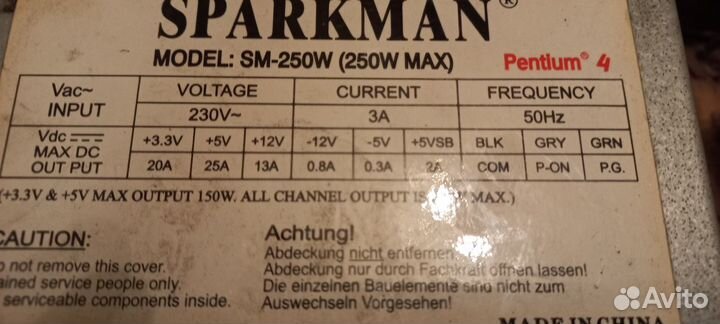 SPARKMAN®
MODEL: SM-250W (250W MAX) Pentium® 4
Vac~ INPUT VOLTAGE CURRENT FREQUENCY
230V~ 3A 50Hz
Vdc MAX DC OUT PUT +3.3V +5V +12V -12V -5V +5VSB BLK GRY GRN
20A 25A 13A 0.8A 0.3A 2A COM P-ON P.G.
(+3.3V & +5V MAX OUTPUT 150W. ALL CHANNEL OUTPUT MAX.)
CAUTION:
not remove this cover.
service people only.
serviceable components inside.
Achtung!
Abdeckung nicht entfernen
Abdeckung nur durch Fachkraft öffnen lassen!
Die einzelnen Bauelemente sind nicht zum
Auswechseln Vorgesehen!
MADE IN CHINA
Avito